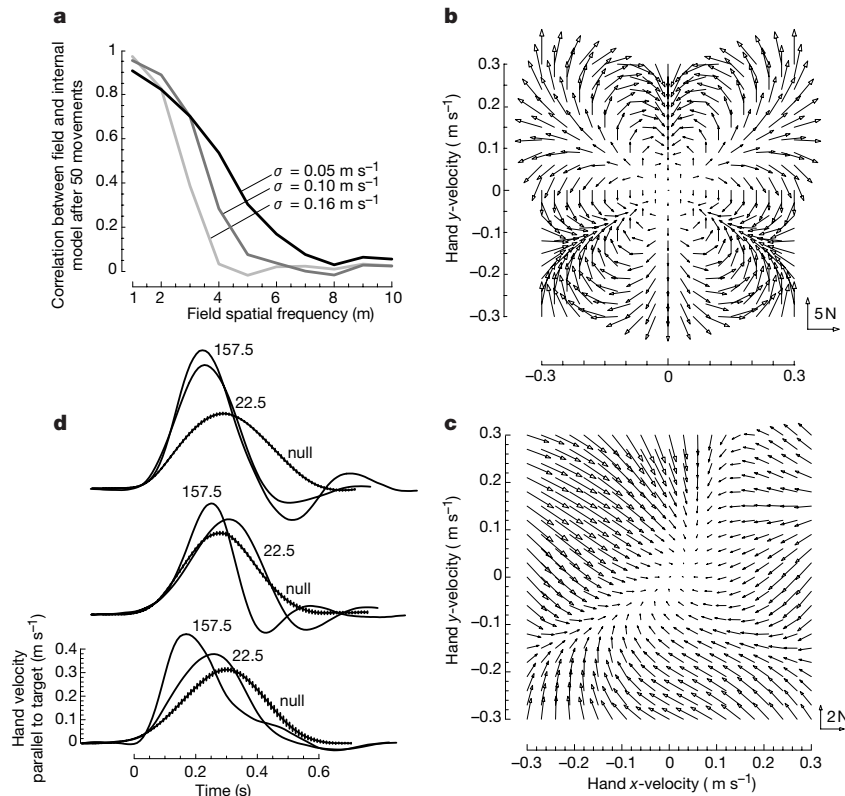 a
Correlation between field and internal
model after 50 movements
1
0.8
0.6
0.4
0.2
0
σ = 0.05 m s⁻¹
σ = 0.10 m s⁻¹
σ = 0.16 m s⁻¹
1 2 4 6 8 10
Field spatial frequency (m)
b
Hand y-velocity ( m s⁻¹)
0.3
0.2
0.1
0
–0.1
–0.2
–0.3
5 N
–0.3 0 0.3
d
157.5
22.5
null
157.5
22.5
null
157.5
22.5
null
Hand velocity
parallel to target (m s⁻¹)
0.4
0.3
0.2
0.1
0
0 0.2 0.4 0.6
Time (s)
c
Hand y-velocity ( m s⁻¹)
0.3
0.2
0.1
0
–0.1
–0.2
–0.3
2N
–0.3 –0.2 –0.1 0 0.1 0.2 0.3
Hand x-velocity ( m s⁻¹)